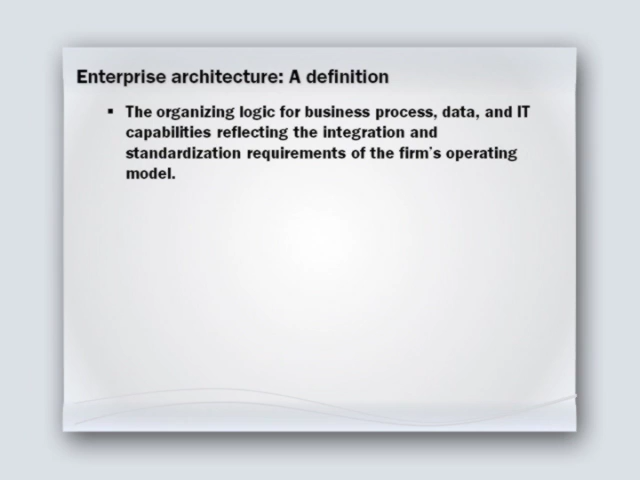 Enterprise architecture: A definition
▪ The organizing logic for business process, data, and IT
capabilities reflecting the integration and
standardization requirements of the firm's operating
model.